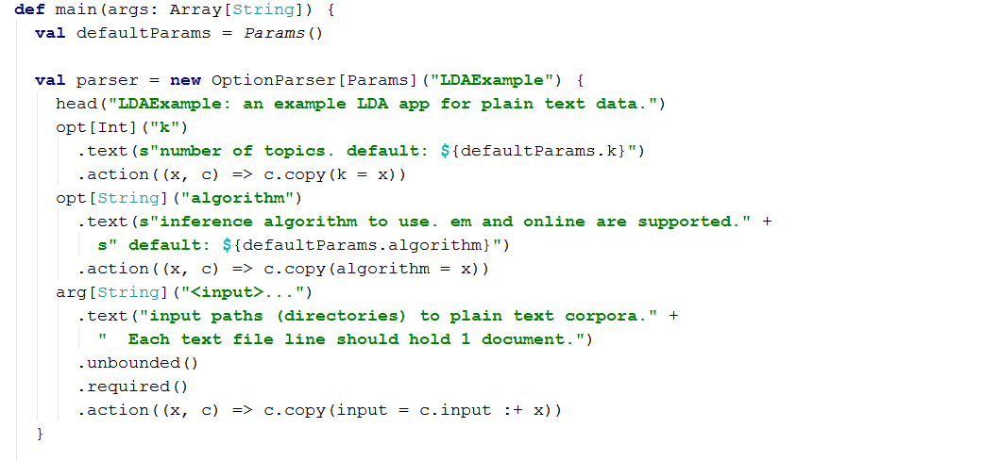 def main(args: Array[String]) {
  val defaultParams = Params()

  val parser = new OptionParser[Params]("LDAExample") {
    head("LDAExample: an example LDA app for plain text data.")
    opt[Int]("k")
      .text(s"number of topics. default: ${defaultParams.k}")
      .action((x, c) => c.copy(k = x))
    opt[String]("algorithm")
      .text(s"inference algorithm to use. em and online are supported." +
        s" default: ${defaultParams.algorithm}")
      .action((x, c) => c.copy(algorithm = x))
    arg[String]("<input>...")
      .text("input paths (directories) to plain text corpora." +
        "  Each text file line should hold 1 document.")
      .unbounded()
      .required()
      .action((x, c) => c.copy(input = c.input :+ x))
  }